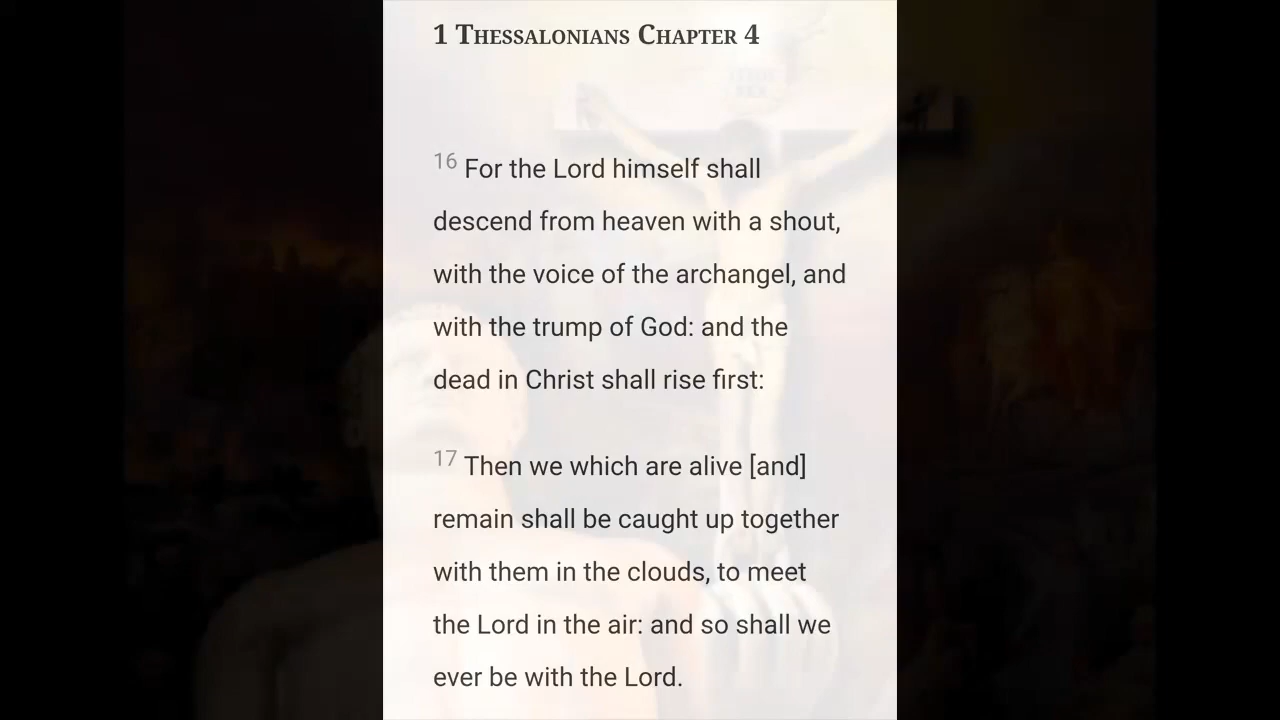 1 Thessalonians Chapter 4
16 For the Lord himself shall
descend from heaven with a shout,
with the voice of the archangel, and
with the trump of God: and the
dead in Christ shall rise first:
17 Then we which are alive [and]
remain shall be caught up together
with them in the clouds, to meet
the Lord in the air: and so shall we
ever be with the Lord.